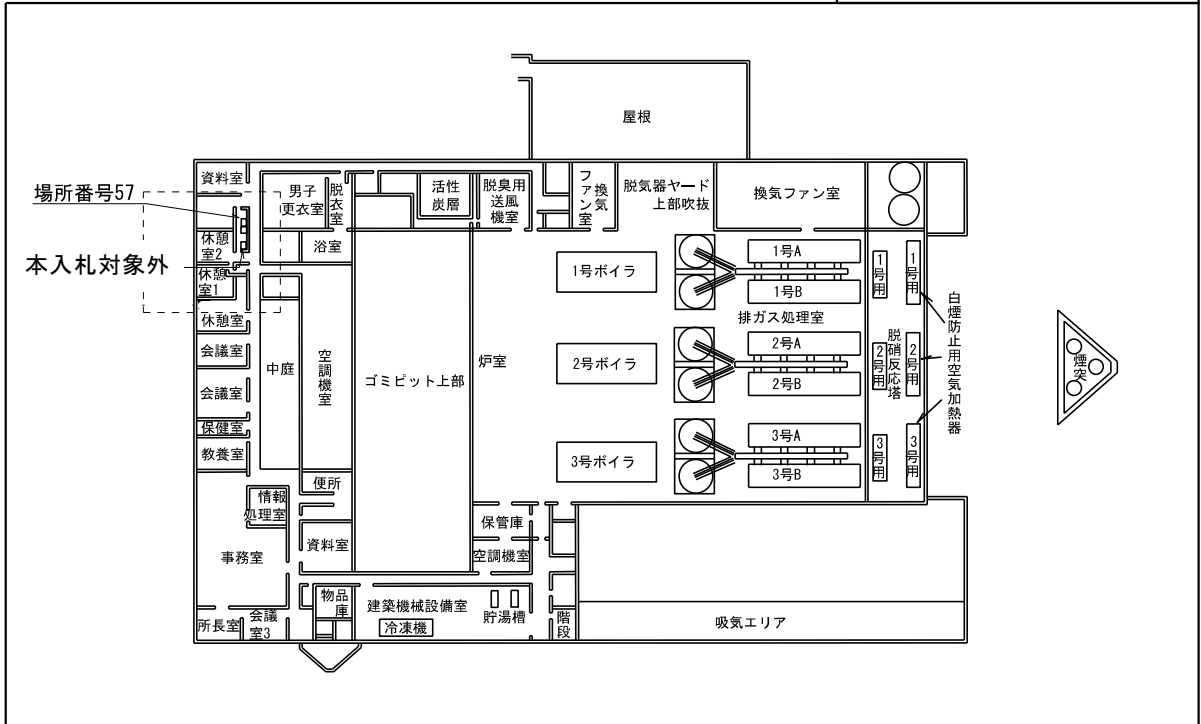 屋根
場所番号57
本入札対象外
資料室
男子
更衣室
脱衣室
活性
炭層
脱臭用
送風
機室
換気
ファン室
脱気器ヤード
上部吹抜
換気ファン室
休憩
室2
休憩
室1
休憩室
会議室
会議室
保健室
教養室
浴室
中庭
空調機室
ゴミピット上部
炉室
1号ボイラ
2号ボイラ
3号ボイラ
1号A
1号B
排ガス処理室
2号A
2号B
3号A
3号B
1号用
1号用
2号用
2号用
3号用
3号用
脱硝反応塔
白煙防止用空気加熱器
煙突
便所
情報
処理室
事務室
資料室
保管庫
空調機室
所長室
会議
室3
物品
庫
建築機械設備室
冷凍機
貯湯槽
階段
吸気エリア